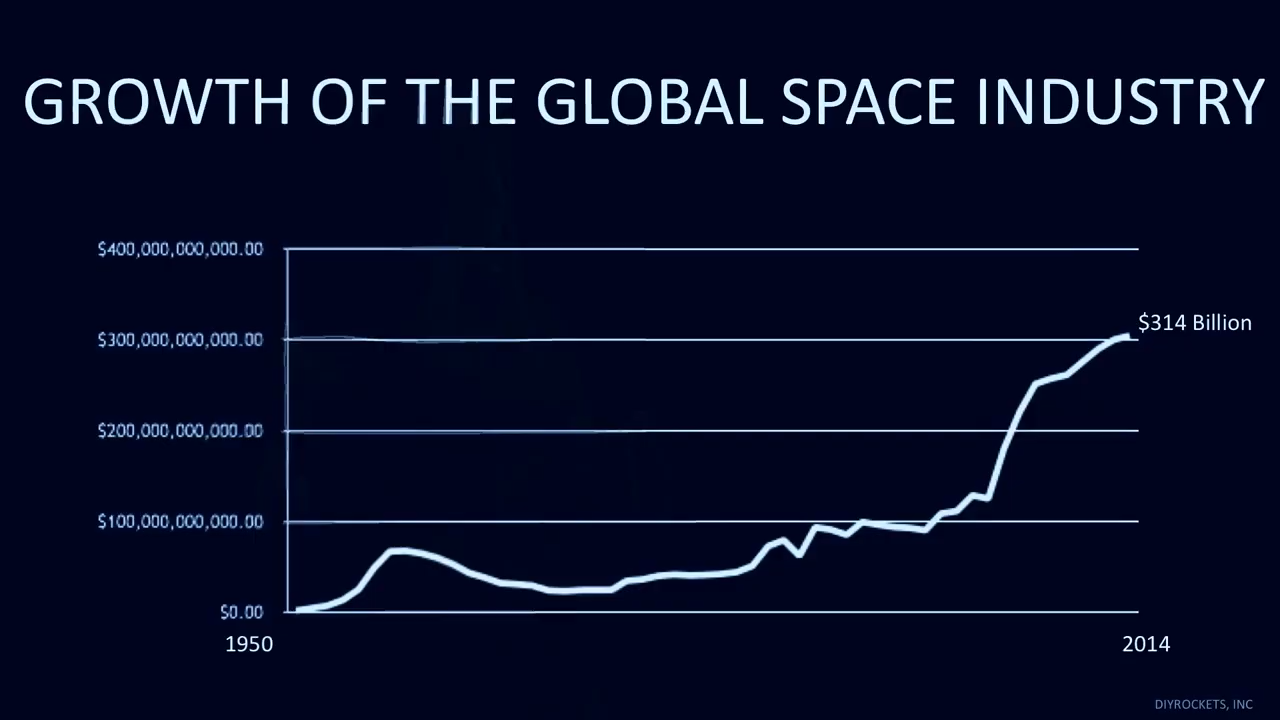 GROWTH OF THE GLOBAL SPACE INDUSTRY
$400,000,000,000.00
$314 Billion
$300,000,000,000.00
$200,000,000,000.00
$100,000,000,000.00
$0.00
1950
2014
DIYROCKETS, INC